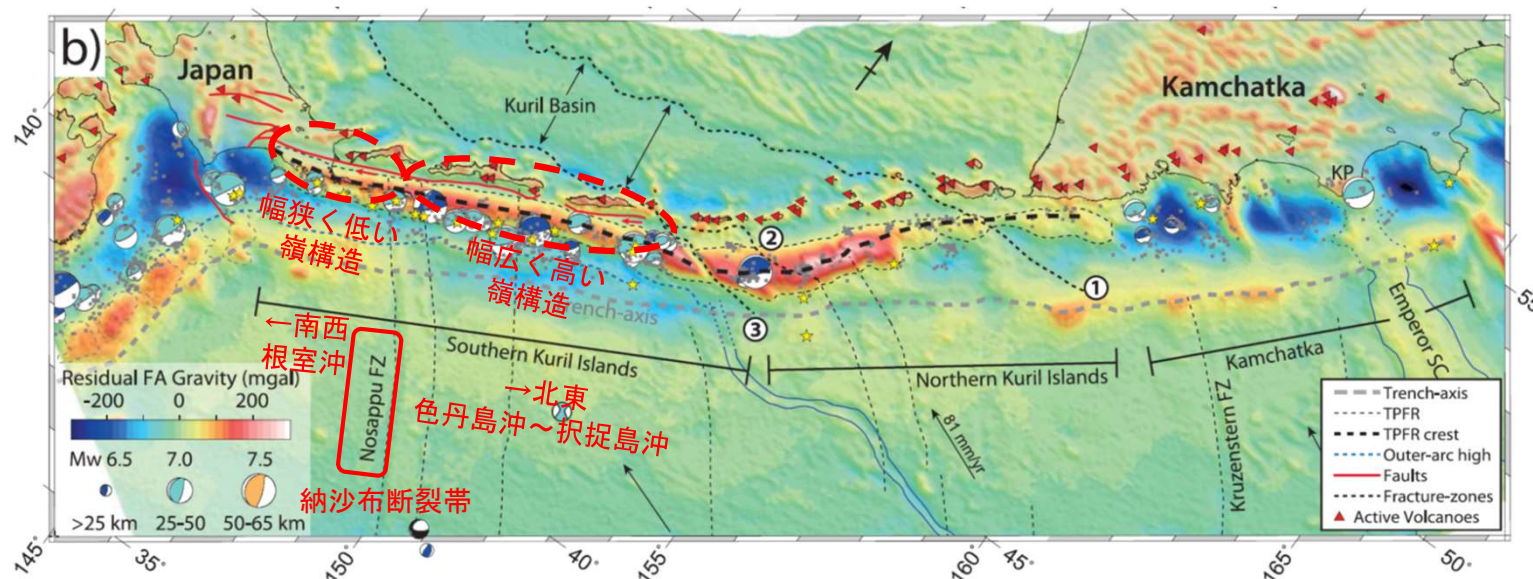 b)
Japan
Kamchatka
Kuril Basin
140°
KP
幅狭く低い
嶺構造
幅広く高い
嶺構造
②
①
③
Trench-axis
←南西
根室沖
Southern Kuril Islands
Northern Kuril Islands
Kamchatka
Emperor SC
Nosappu FZ
→北東
色丹島沖～択捉島沖
81 mm/yr
Kruzenstern FZ
納沙布断裂帯
Residual FA Gravity (mgal)
-200 0 200
Mw 6.5 7.0 7.5
>25 km 25-50 50-65 km
Trench-axis
TPFR
TPFR crest
Outer-arc high
Faults
Fracture-zones
Active Volcanoes
145° 35° 150° 40° 155° 160° 45° 165° 50°